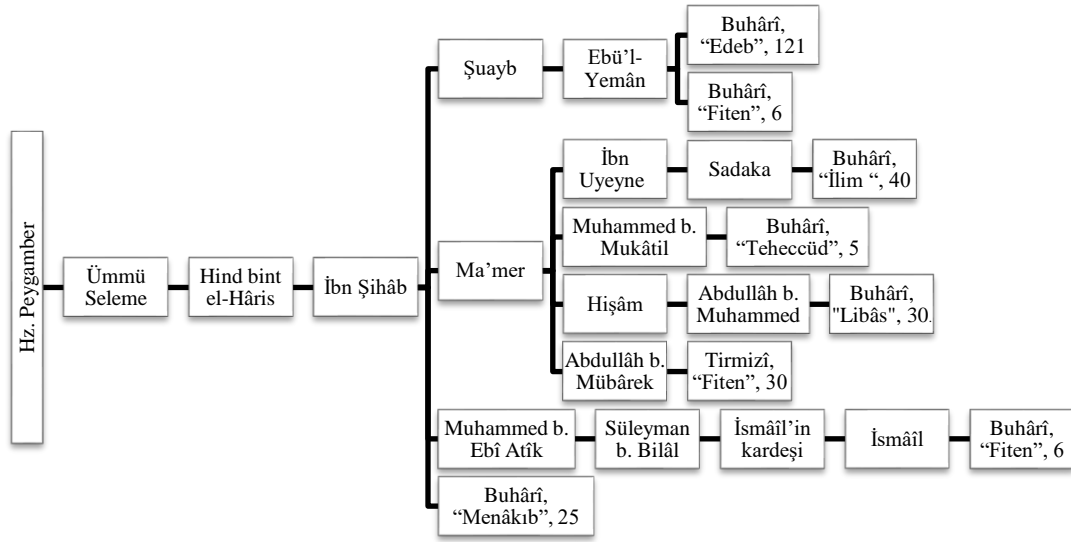 Hz. Peygamber
Ümmü
Seleme
Hind bint
el-Hâris
İbn Şihâb
Şuayb
Ebü’l-
Yemân
Buhârî,
“Edeb”, 121
Buhârî,
“Fiten”, 6
Ma’mer
İbn
Uyeyne
Sadaka
Buhârî,
“İlim “, 40
Muhammed b.
Mukâtil
Buhârî,
“Teheccüd”, 5
Hişâm
Abdullâh b.
Muhammed
Buhârî,
"Libâs", 30.
Abdullâh b.
Mübârek
Tirmizî,
“Fiten”, 30
Muhammed b.
Ebî Atîk
Süleyman
b. Bilâl
İsmâîl’in
kardeşi
İsmâîl
Buhârî,
“Fiten”, 6
Buhârî,
“Menâkıb”, 25